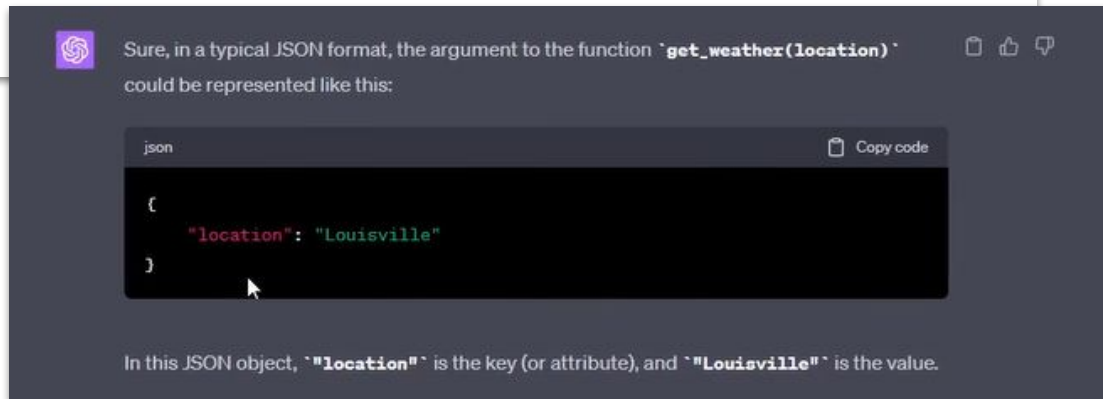 Sure, in a typical JSON format, the argument to the function `get_weather(location)`
could be represented like this:
json
Copy code
{
"location": "Louisville"
}
In this JSON object, `"location"` is the key (or attribute), and `"Louisville"` is the value.